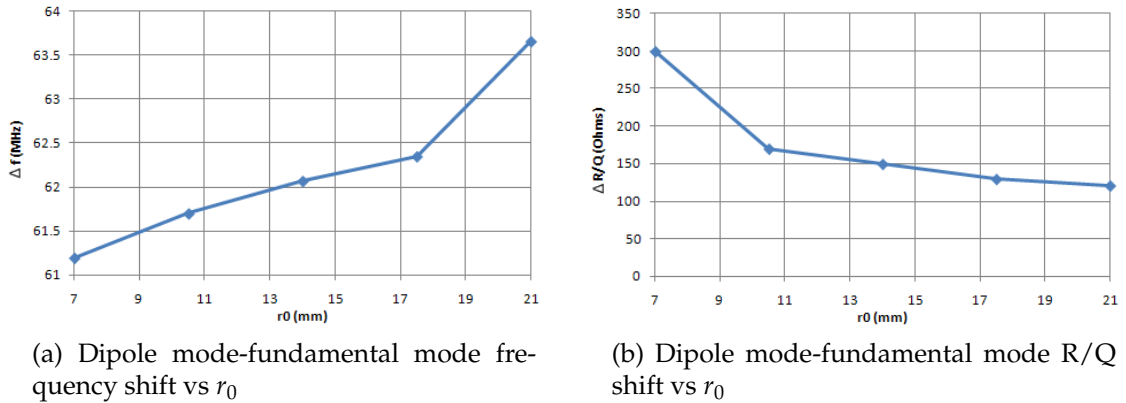 64
63.5
63
62.5
62
61.5
61
Δ f (MHz)
7 9 11 13 15 17 19 21
r0 (mm)
(a) Dipole mode-fundamental mode fre-
quency shift vs r0
350
300
250
200
150
100
50
0
Δ R/Q (Ohms)
7 9 11 13 15 17 19 21
r0 (mm)
(b) Dipole mode-fundamental mode R/Q
shift vs r0